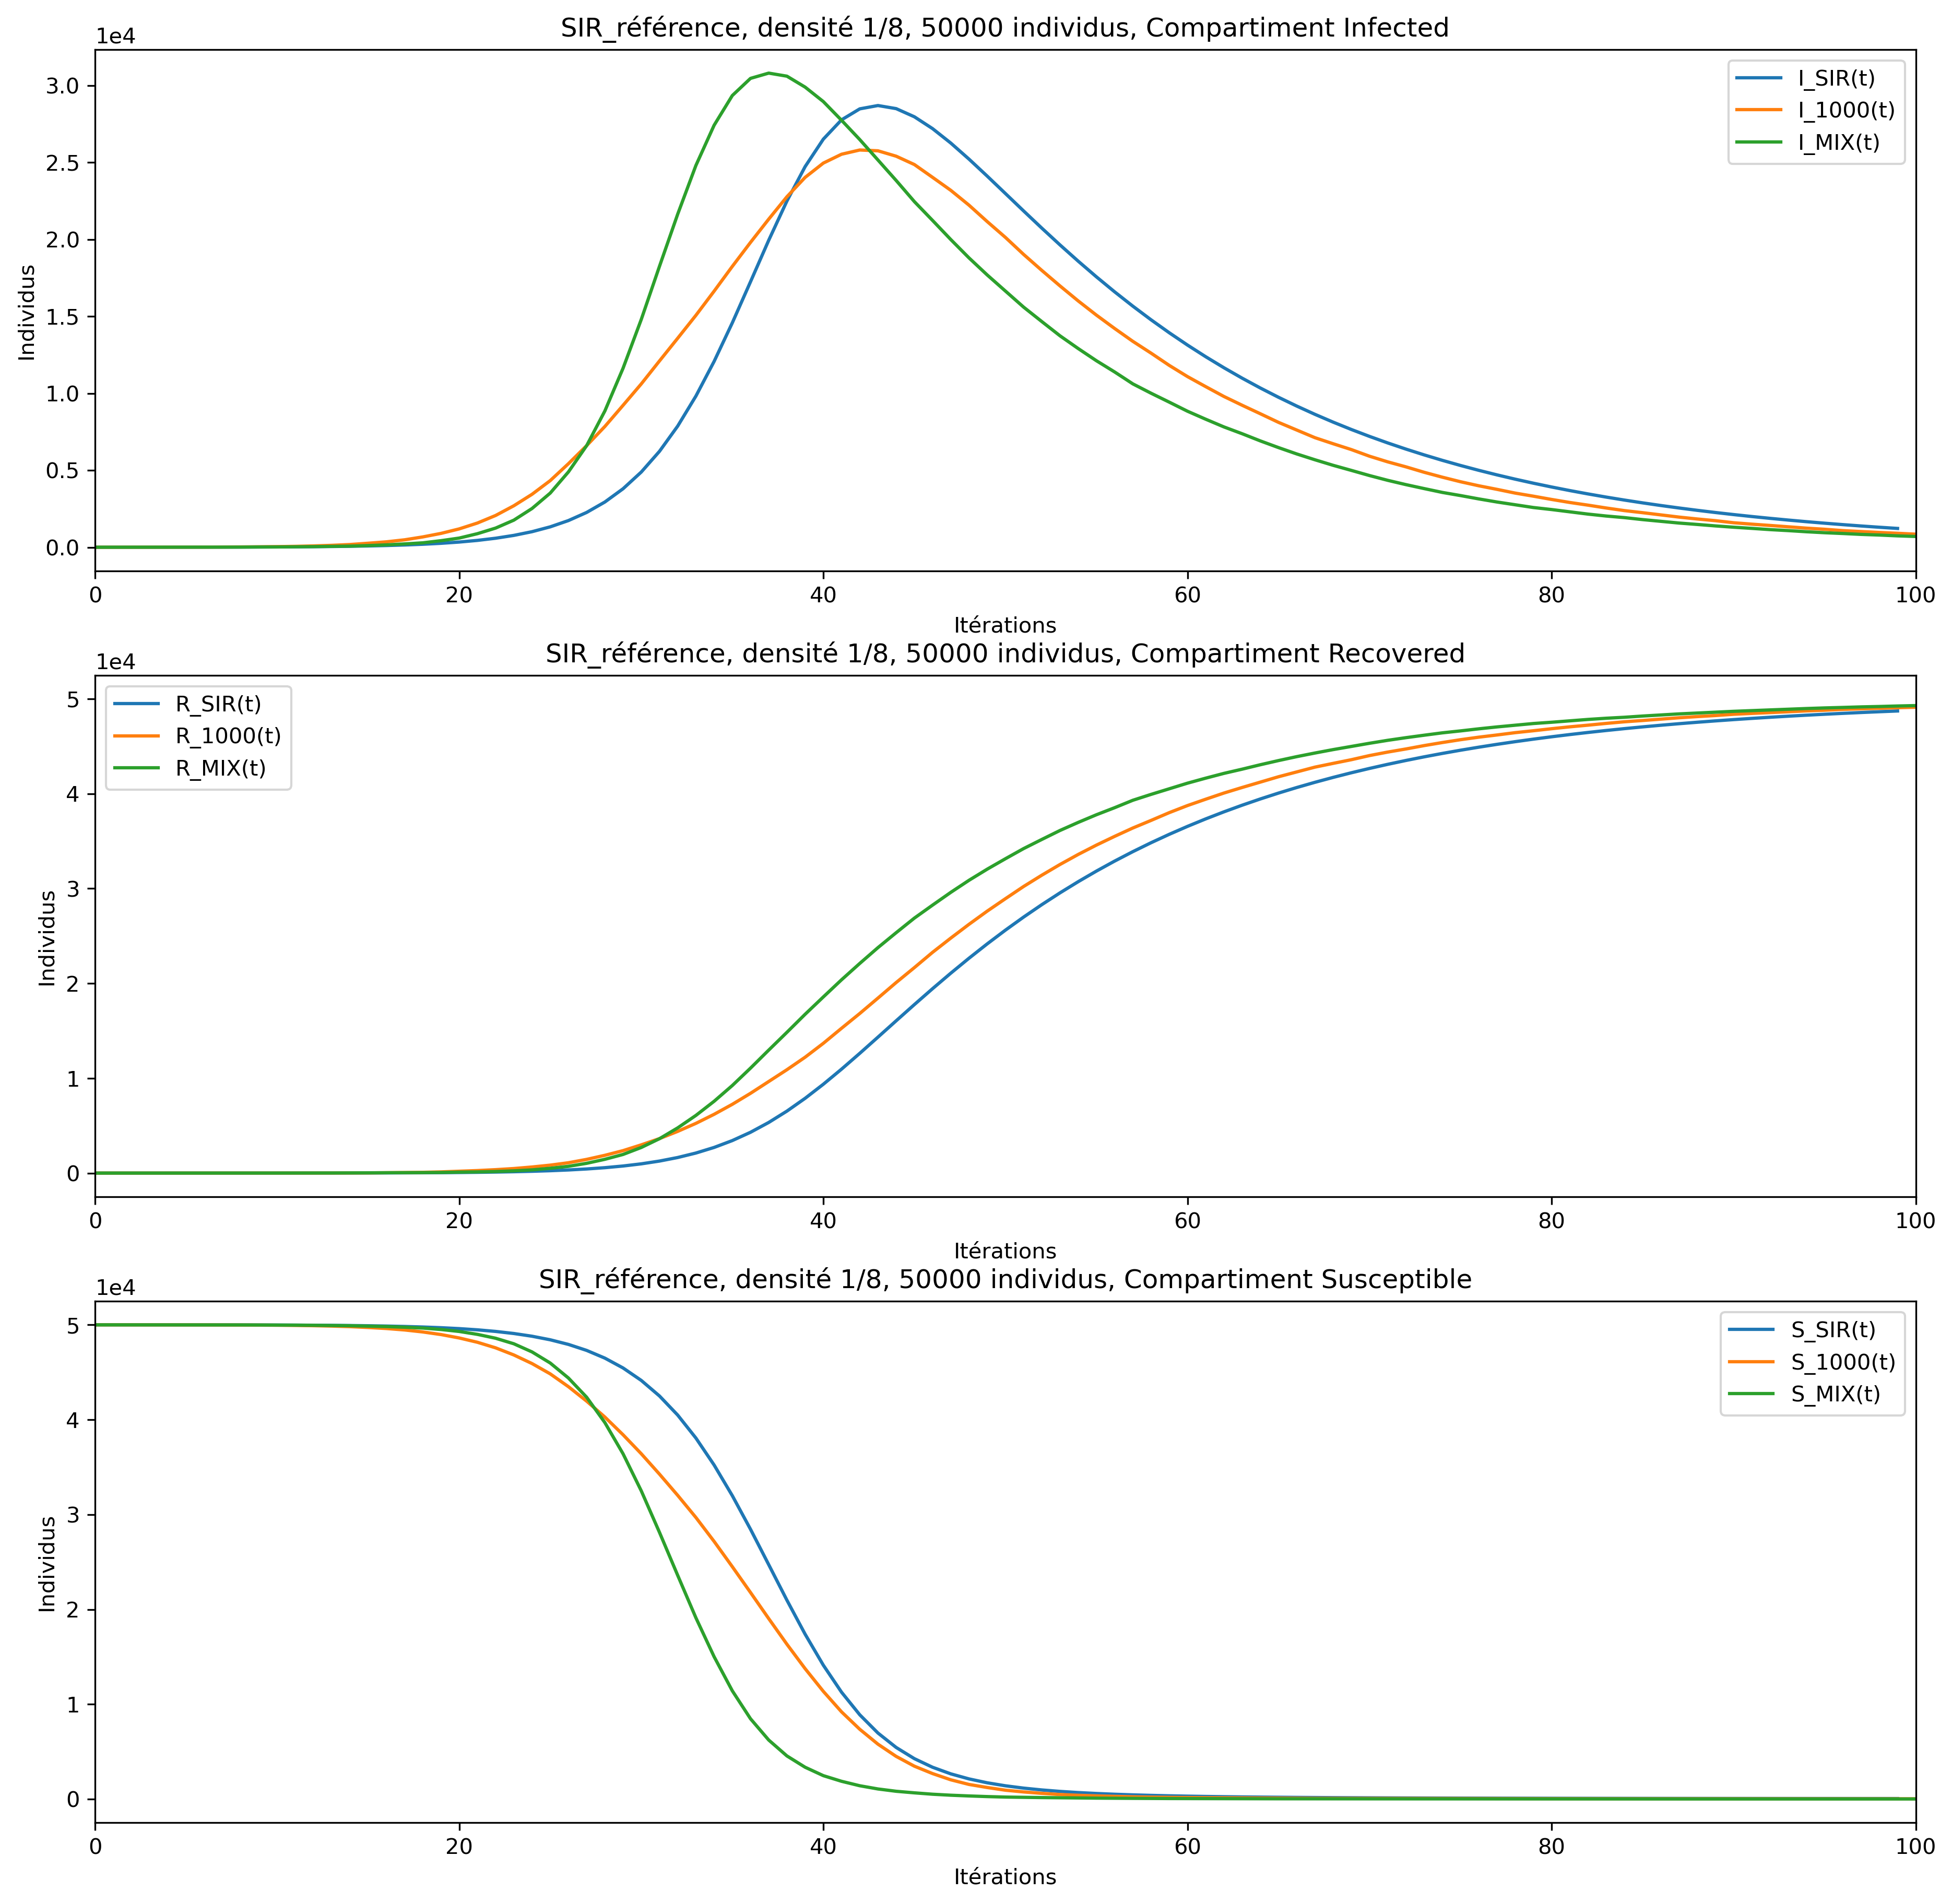 SIR_référence, densité 1/8, 50000 individus, Compartiment Infected
1e4
3.0
2.5
2.0
1.5
1.0
0.5
0.0
Individus
I_SIR(t)
I_1000(t)
I_MIX(t)
0 20 40 60 80 100
Itérations
SIR_référence, densité 1/8, 50000 individus, Compartiment Recovered
1e4
5
4
3
2
1
0
Individus
R_SIR(t)
R_1000(t)
R_MIX(t)
0 20 40 60 80 100
Itérations
SIR_référence, densité 1/8, 50000 individus, Compartiment Susceptible
1e4
5
4
3
2
1
0
Individus
S_SIR(t)
S_1000(t)
S_MIX(t)
0 20 40 60 80 100
Itérations